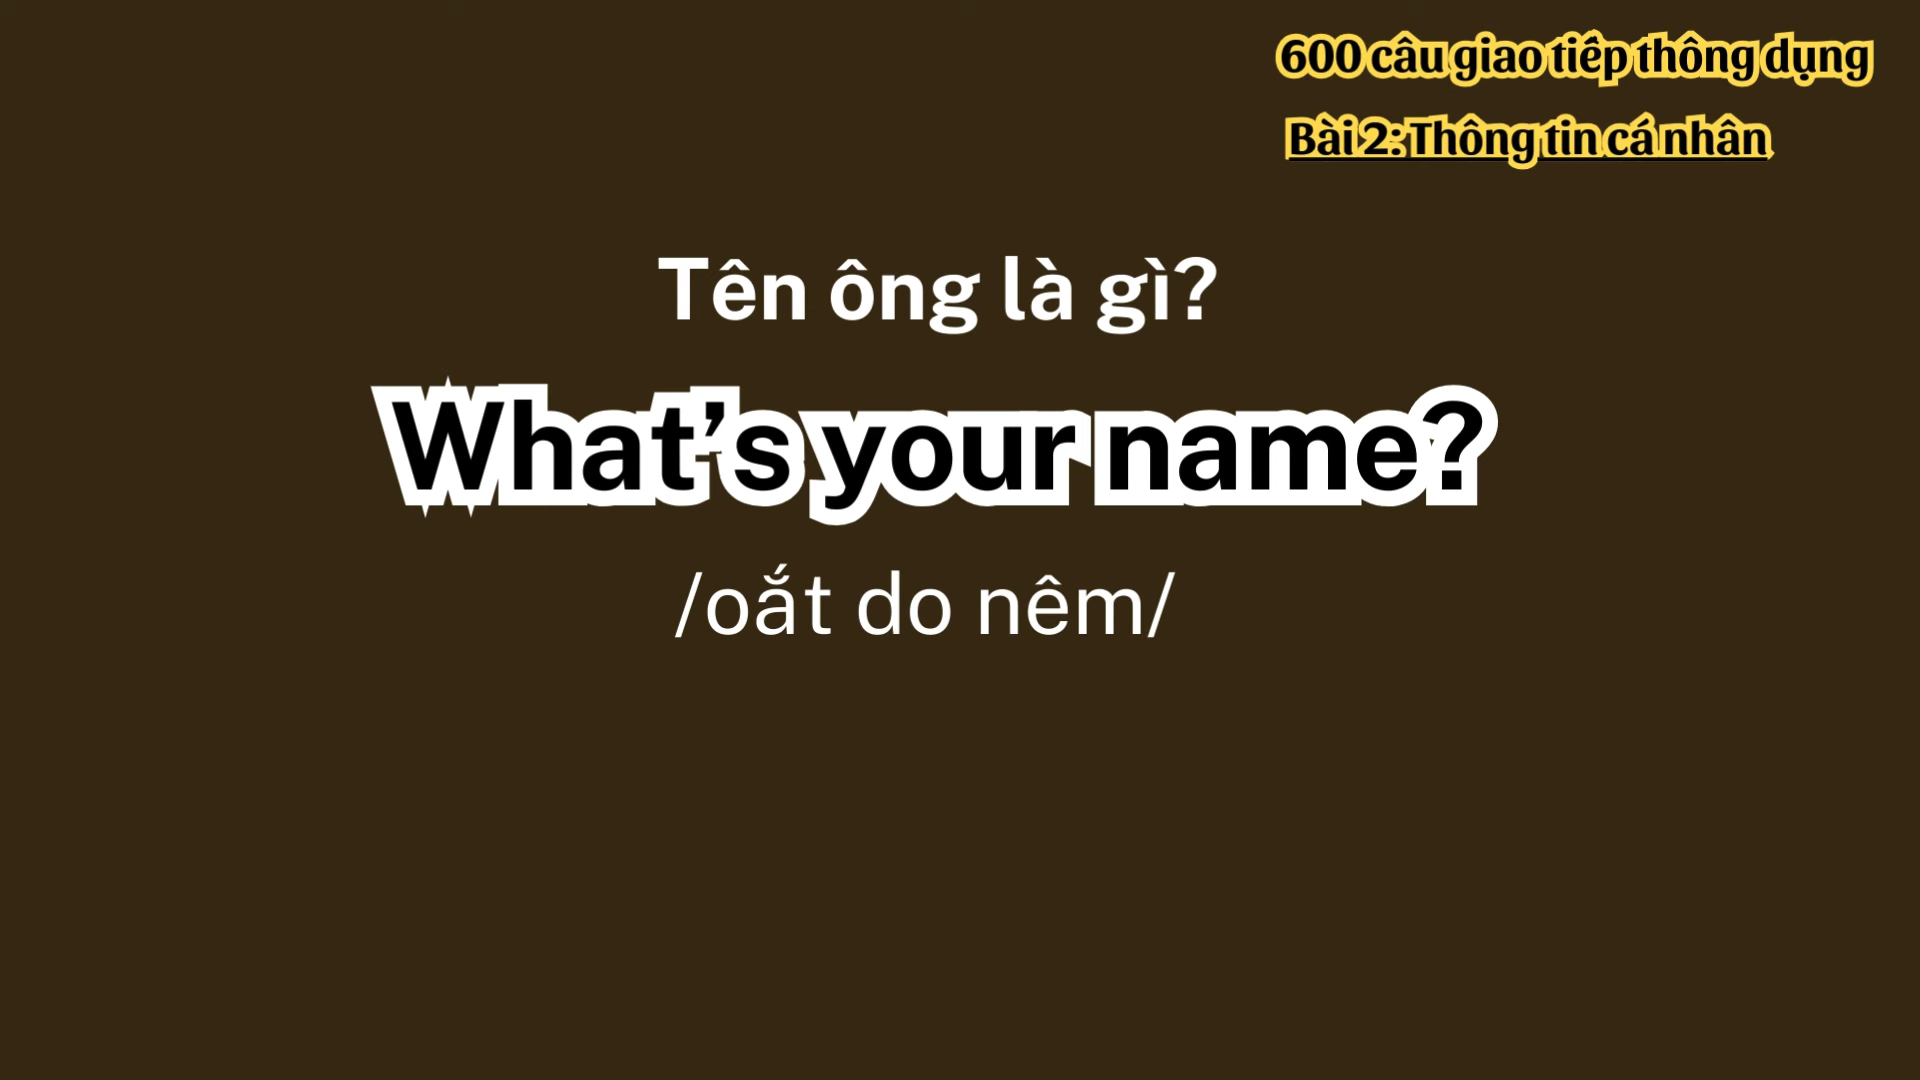 600 câu giao tiếp thông dụng
Bài 2: Thông tin cá nhân
Tên ông là gì?
What’s your name?
/oắt do nêm/